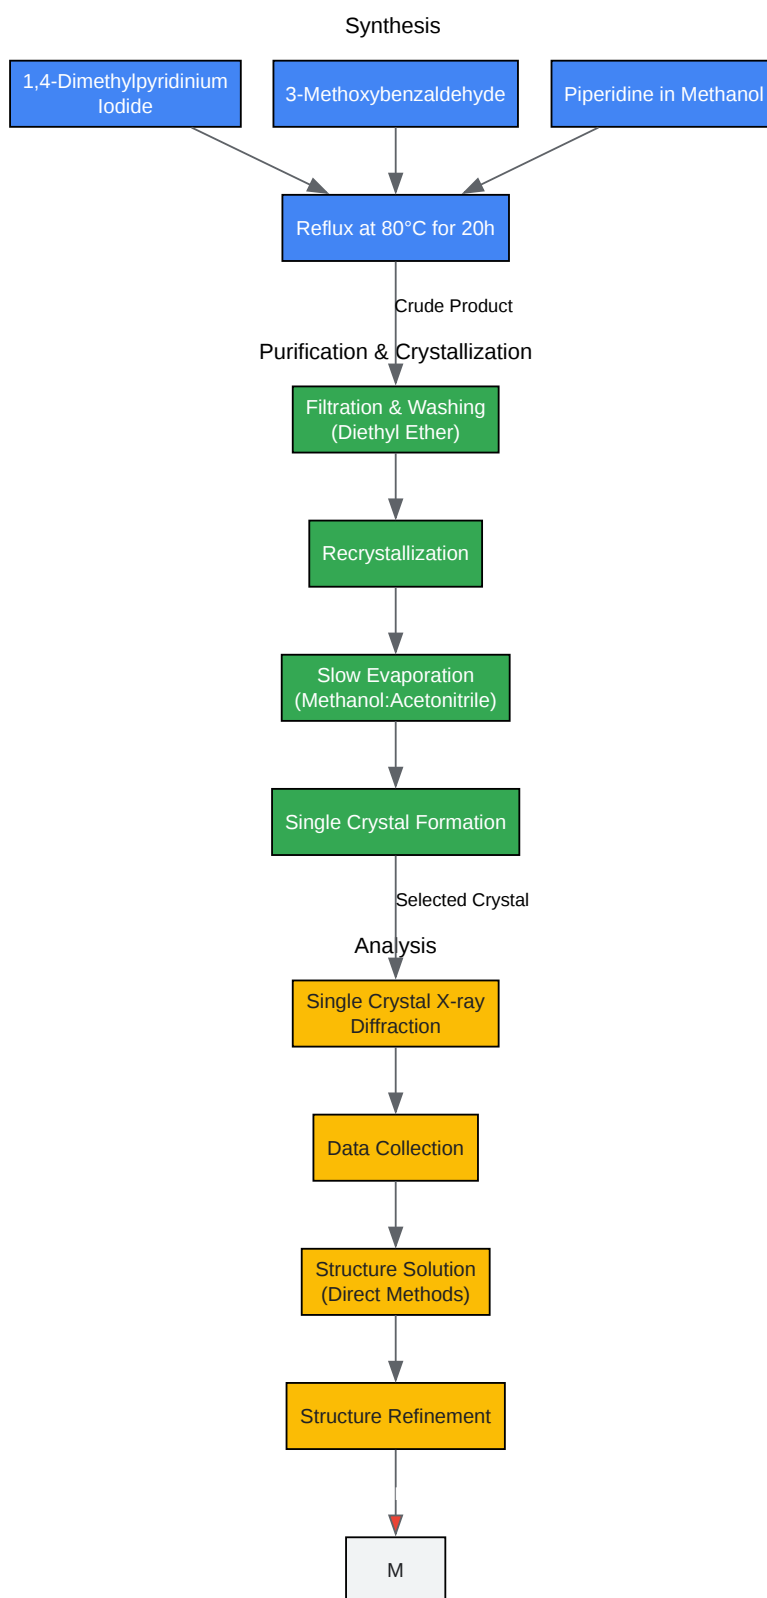 Synthesis
1,4-Dimethylpyridinium
Iodide
3-Methoxybenzaldehyde
Piperidine in Methanol
Reflux at 80°C for 20h
Crude Product
Purification & Crystallization
Filtration & Washing
(Diethyl Ether)
Recrystallization
Slow Evaporation
(Methanol:Acetonitrile)
Single Crystal Formation
Selected Crystal
Analysis
Single Crystal X-ray
Diffraction
Data Collection
Structure Solution
(Direct Methods)
Structure Refinement
M